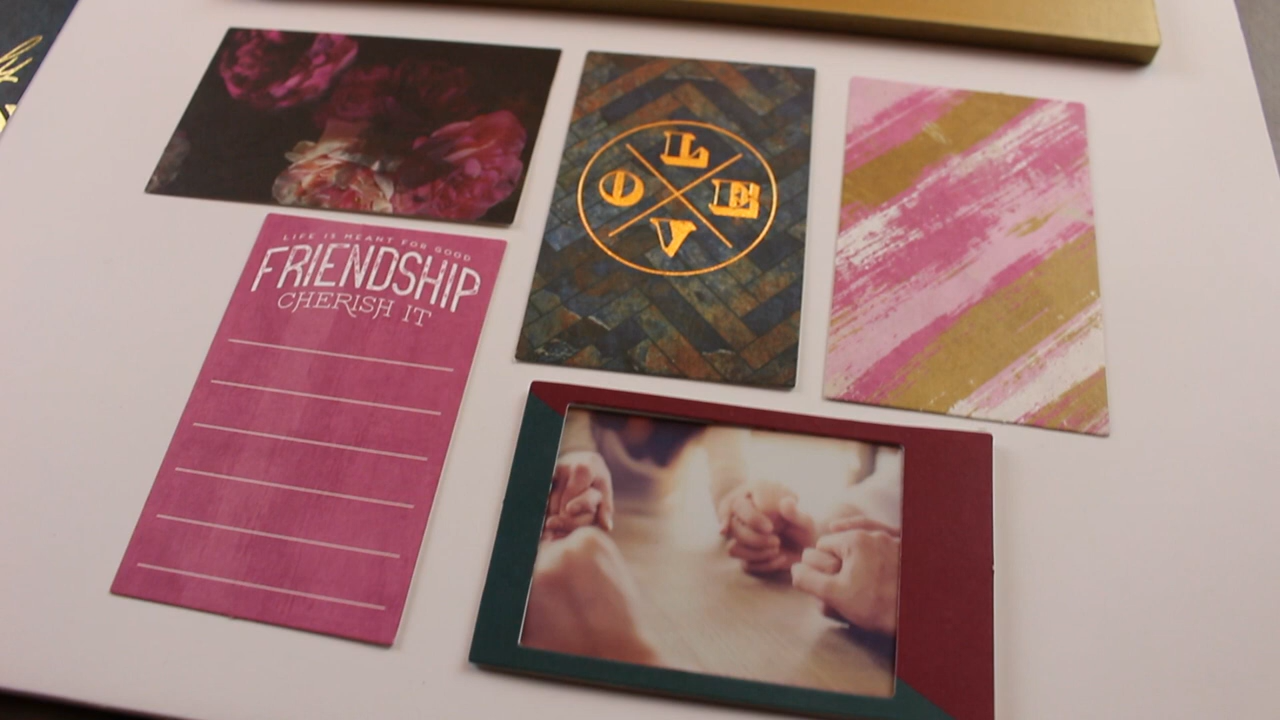 L
O E
V
LIFE IS MEANT FOR GOOD
FRIENDSHIP
CHERISH IT